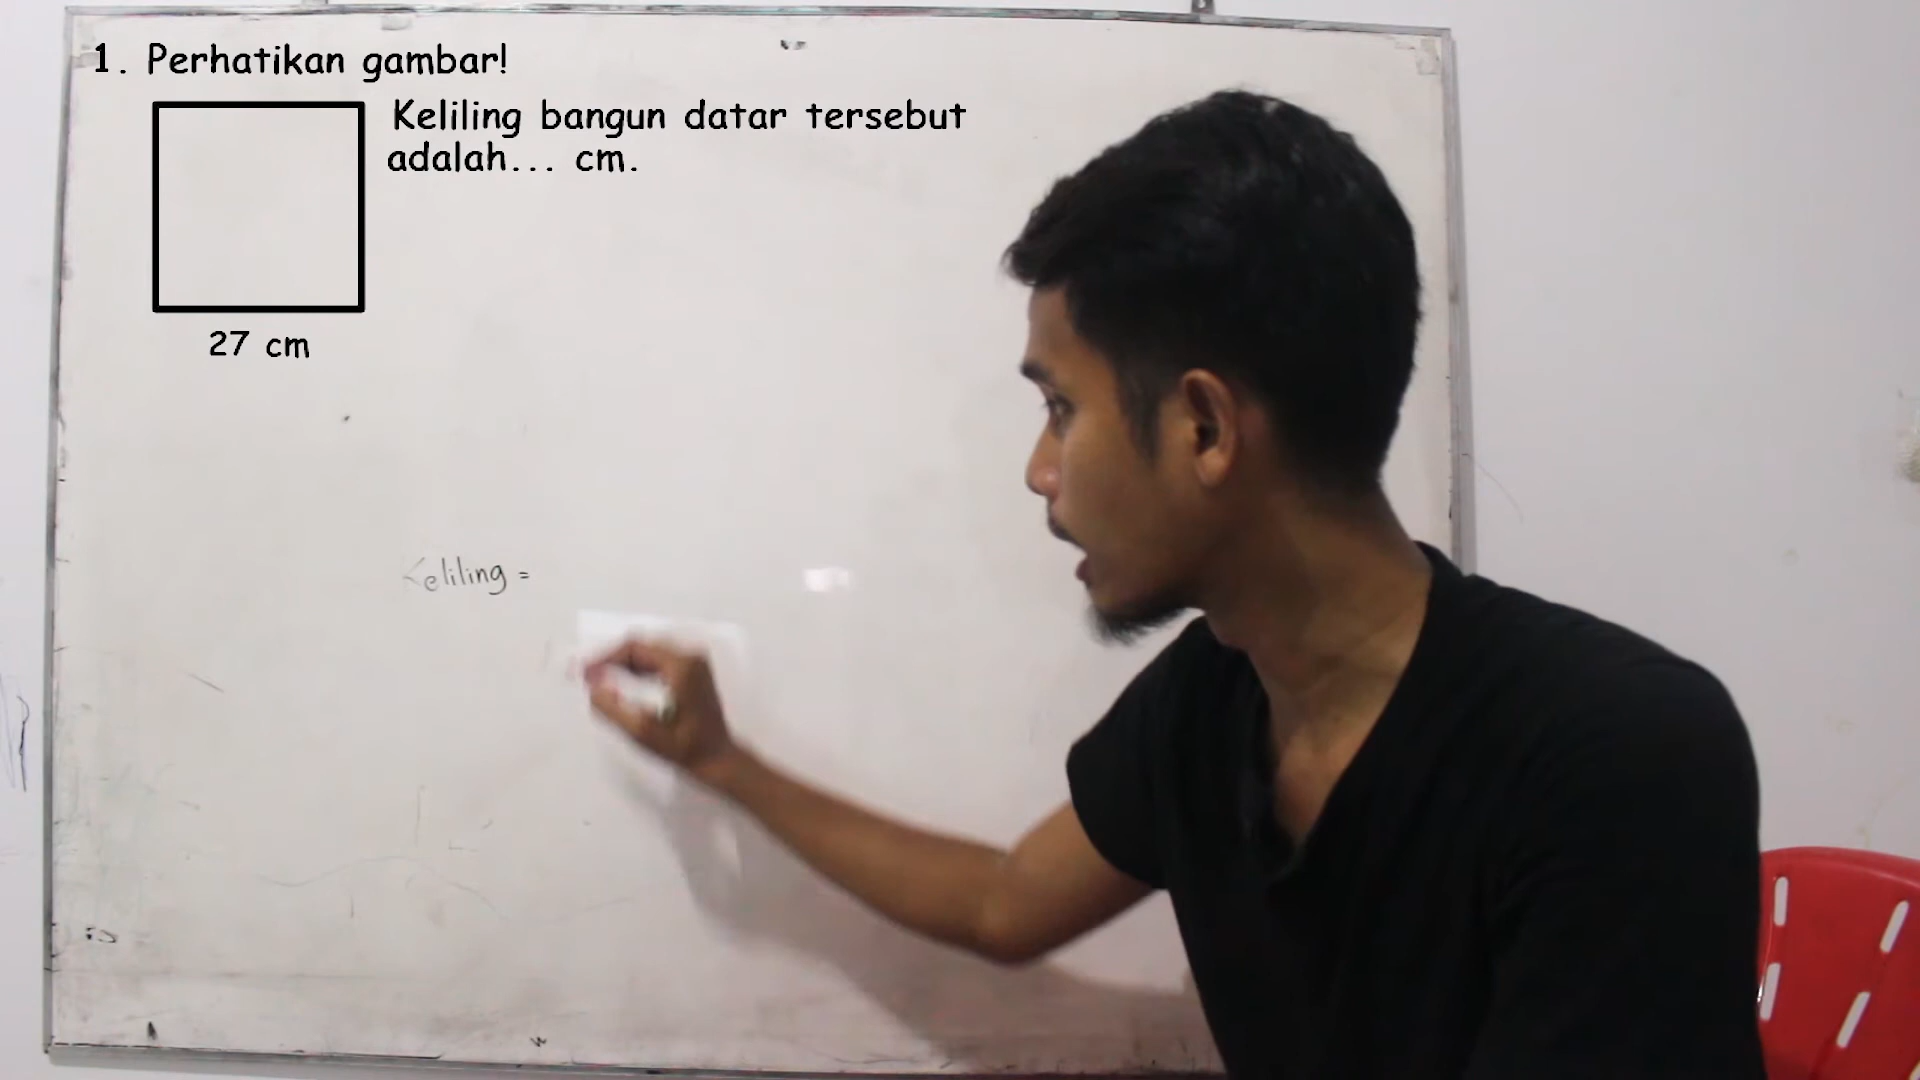 1. Perhatikan gambar!
Keliling bangun datar tersebut
adalah... cm.
27 cm
Keliling =